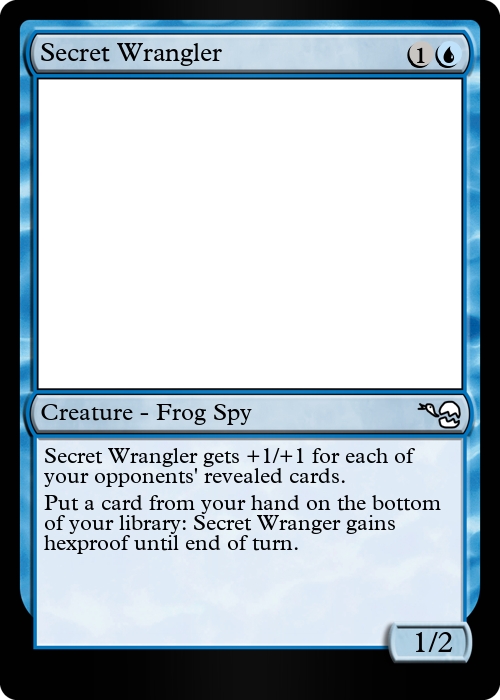 Secret Wrangler 1
Creature - Frog Spy
Secret Wrangler gets +1/+1 for each of
your opponents' revealed cards.
Put a card from your hand on the bottom
of your library: Secret Wranger gains
hexproof until end of turn.
1/2